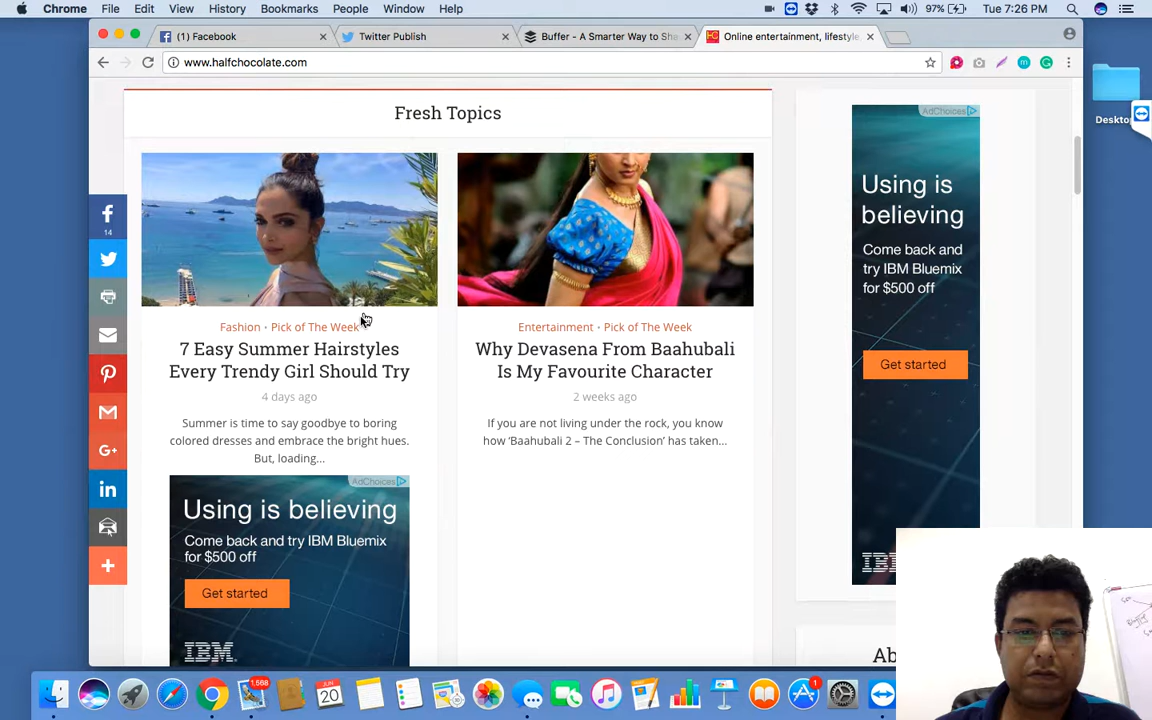 Chrome File Edit View History Bookmarks People Window Help
97% Tue 7:26 PM
(1) Facebook
Twitter Publish
Buffer - A Smarter Way to Sha
Online entertainment, lifestyle,
www.halfchocolate.com
Desktop
Fresh Topics
14
Fashion • Pick of The Week
7 Easy Summer Hairstyles
Every Trendy Girl Should Try
4 days ago
Summer is time to say goodbye to boring
colored dresses and embrace the bright hues.
But, loading...
AdChoices
Using is believing
Come back and try IBM Bluemix
for $500 off
Get started
IBM
Entertainment • Pick of The Week
Why Devasena From Baahubali
Is My Favourite Character
2 weeks ago
If you are not living under the rock, you know
how ‘Baahubali 2 – The Conclusion’ has taken...
AdChoices
Using is
believing
Come back and
try IBM Bluemix
for $500 off
Get started
IB
Ab
1,568
JUN
20
1